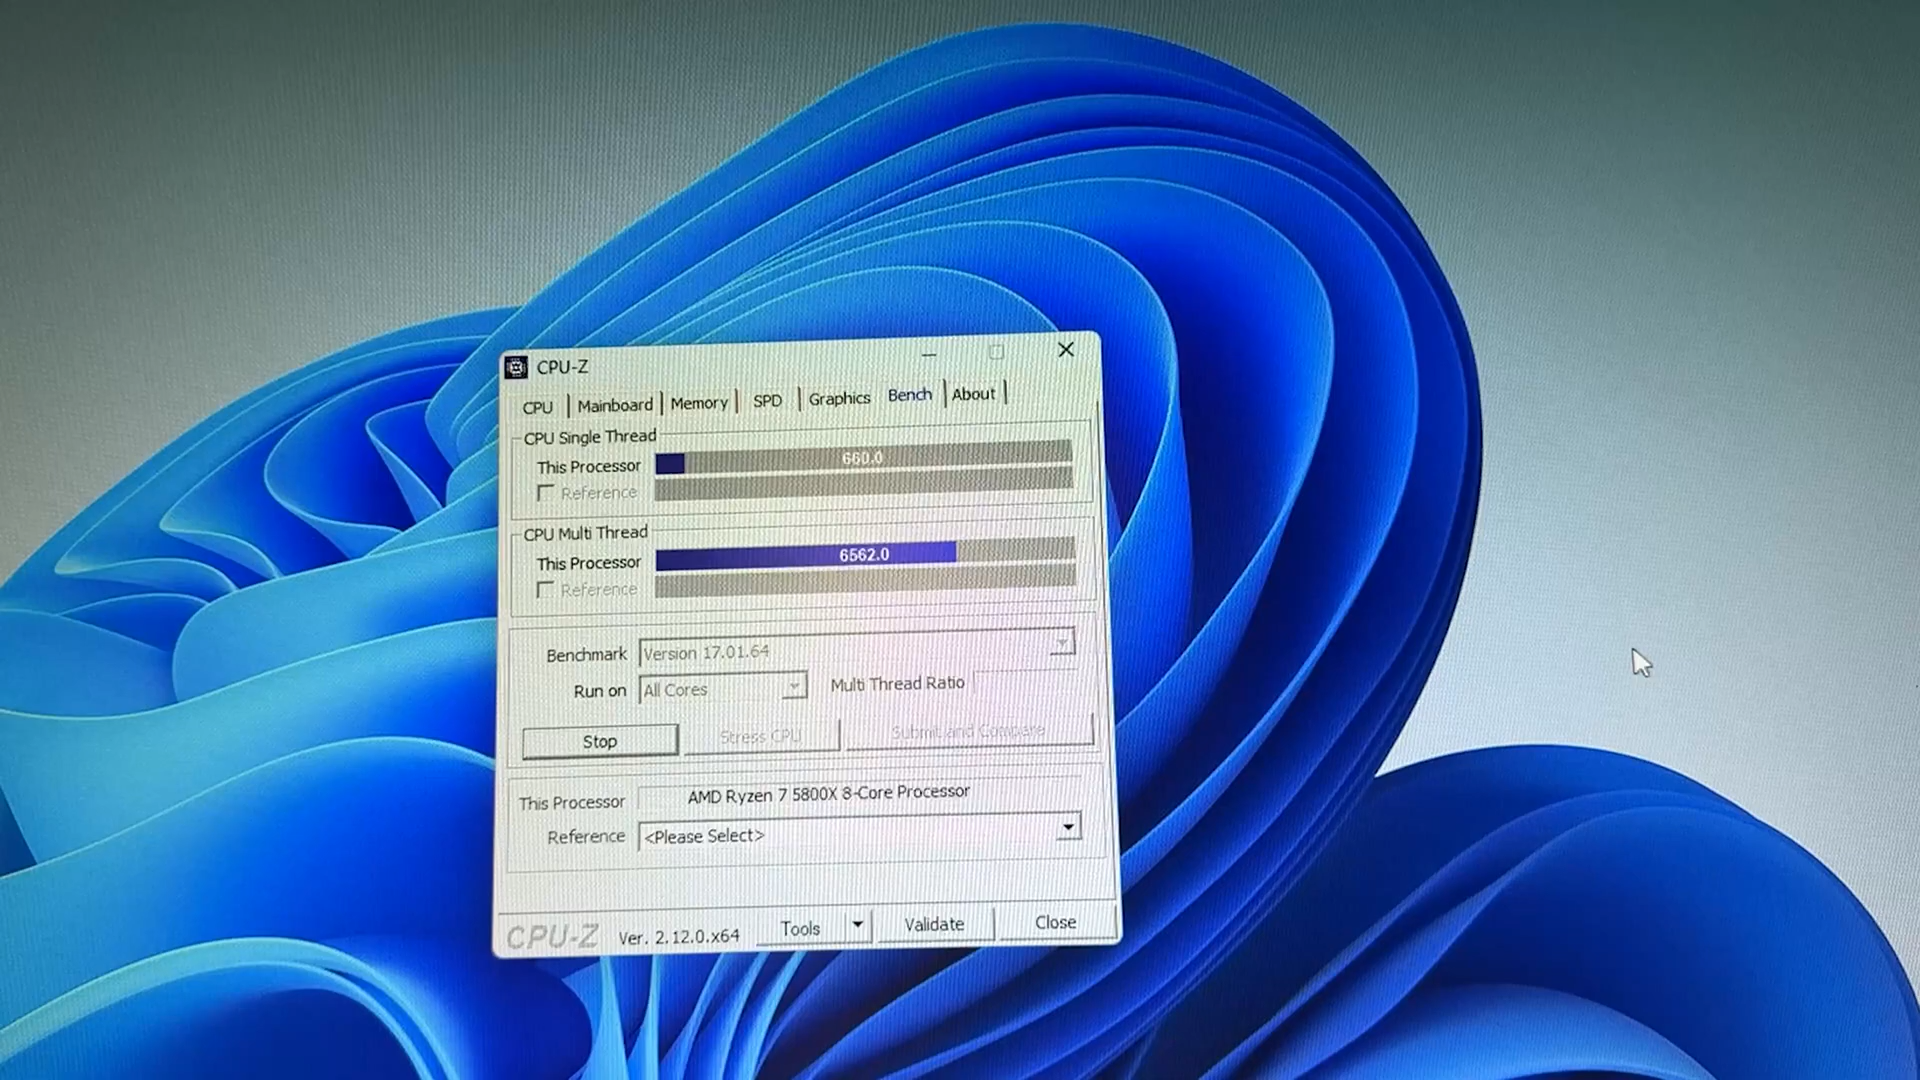 CPU-Z
CPU Mainboard Memory SPD Graphics Bench About
CPU Single Thread
This Processor 660.0
Reference
CPU Multi Thread
This Processor 6562.0
Reference
Benchmark Version 17.01.64
Run on All Cores Multi Thread Ratio
Stop Stress CPU Submit and Compare
This Processor AMD Ryzen 7 5800X 8-Core Processor
Reference <Please Select>
CPU-Z Ver. 2.12.0.x64 Tools Validate Close